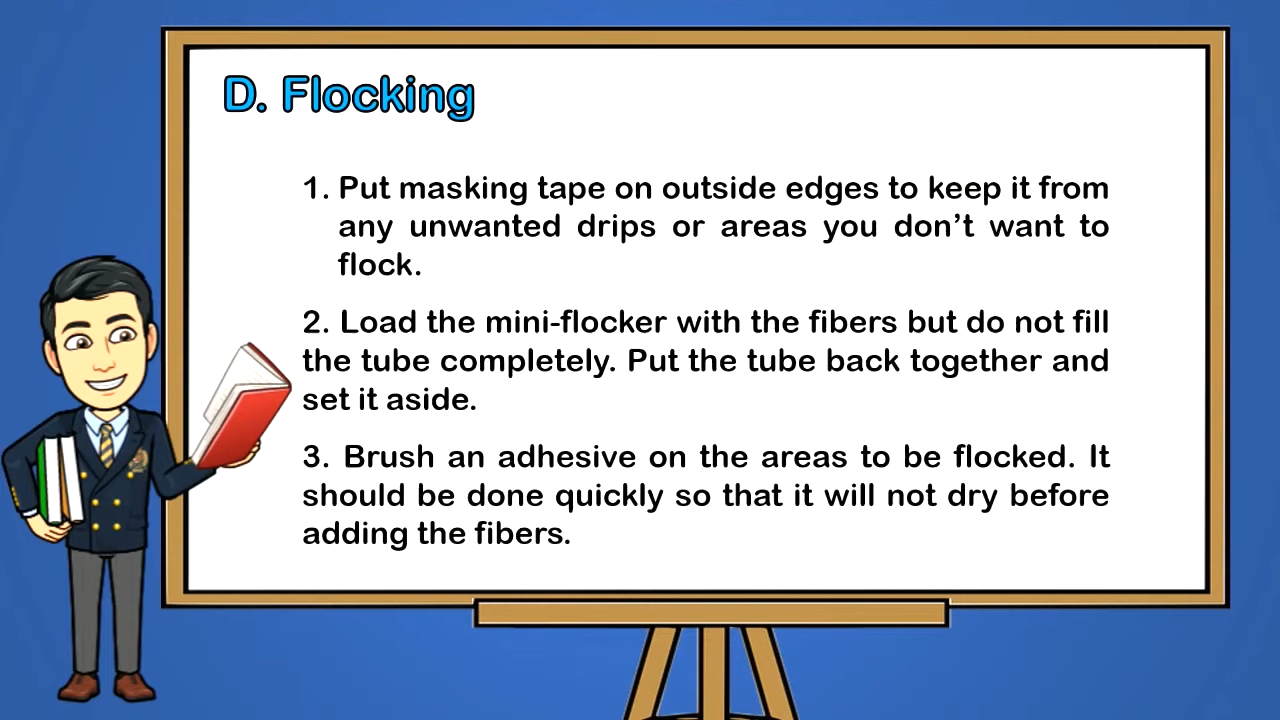 D. Flocking
1. Put masking tape on outside edges to keep it from
any unwanted drips or areas you don’t want to
flock.
2. Load the mini-flocker with the fibers but do not fill
the tube completely. Put the tube back together and
set it aside.
3. Brush an adhesive on the areas to be flocked. It
should be done quickly so that it will not dry before
adding the fibers.